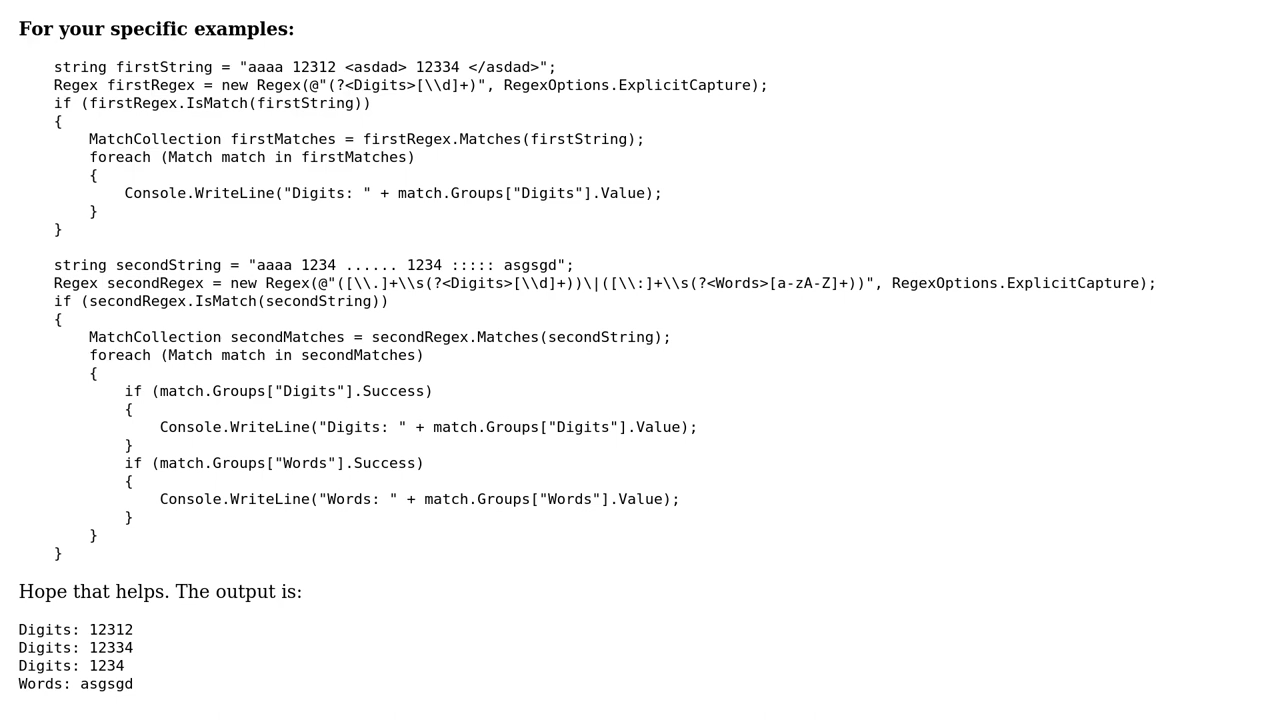 For your specific examples:
string firstString = "aaaa 12312 <asdad> 12334 </asdad>";
Regex firstRegex = new Regex(@"(?<Digits>[\\d]+)", RegexOptions.ExplicitCapture);
if (firstRegex.IsMatch(firstString))
{
MatchCollection firstMatches = firstRegex.Matches(firstString);
foreach (Match match in firstMatches)
{
Console.WriteLine("Digits: " + match.Groups["Digits"].Value);
}
}
string secondString = "aaaa 1234 ...... 1234 ::::: asgsgd";
Regex secondRegex = new Regex(@"([\\.]+\\s(?<Digits>[\\d]+))\|([\\:]+\\s(?<Words>[a-zA-Z]+))", RegexOptions.ExplicitCapture);
if (secondRegex.IsMatch(secondString))
{
MatchCollection secondMatches = secondRegex.Matches(secondString);
foreach (Match match in secondMatches)
{
if (match.Groups["Digits"].Success)
{
Console.WriteLine("Digits: " + match.Groups["Digits"].Value);
}
if (match.Groups["Words"].Success)
{
Console.WriteLine("Words: " + match.Groups["Words"].Value);
}
}
}
Hope that helps. The output is:
Digits: 12312
Digits: 12334
Digits: 1234
Words: asgsgd